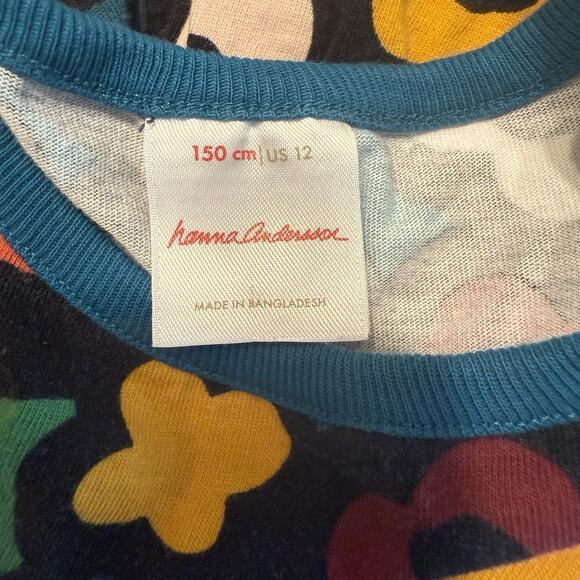 150 cm|US 12
hanna andersson
MADE IN BANGLADESH